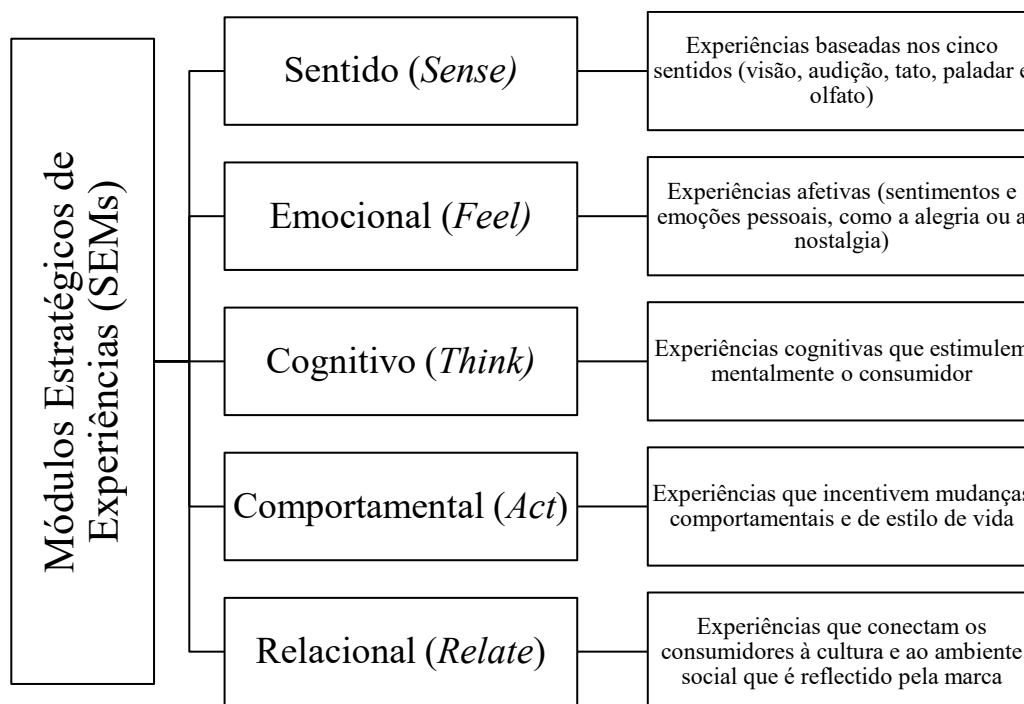 Módulos Estratégicos de
Experiências (SEMs)
Sentido (Sense)
Experiências baseadas nos cinco
sentidos (visão, audição, tato, paladar e
olfato)
Emocional (Feel)
Experiências afetivas (sentimentos e
emoções pessoais, como a alegria ou a
nostalgia)
Cognitivo (Think)
Experiências cognitivas que estimulem
mentalmente o consumidor
Comportamental (Act)
Experiências que incentivem mudanças
comportamentais e de estilo de vida
Relacional (Relate)
Experiências que conectam os
consumidores à cultura e ao ambiente
social que é reflectido pela marca